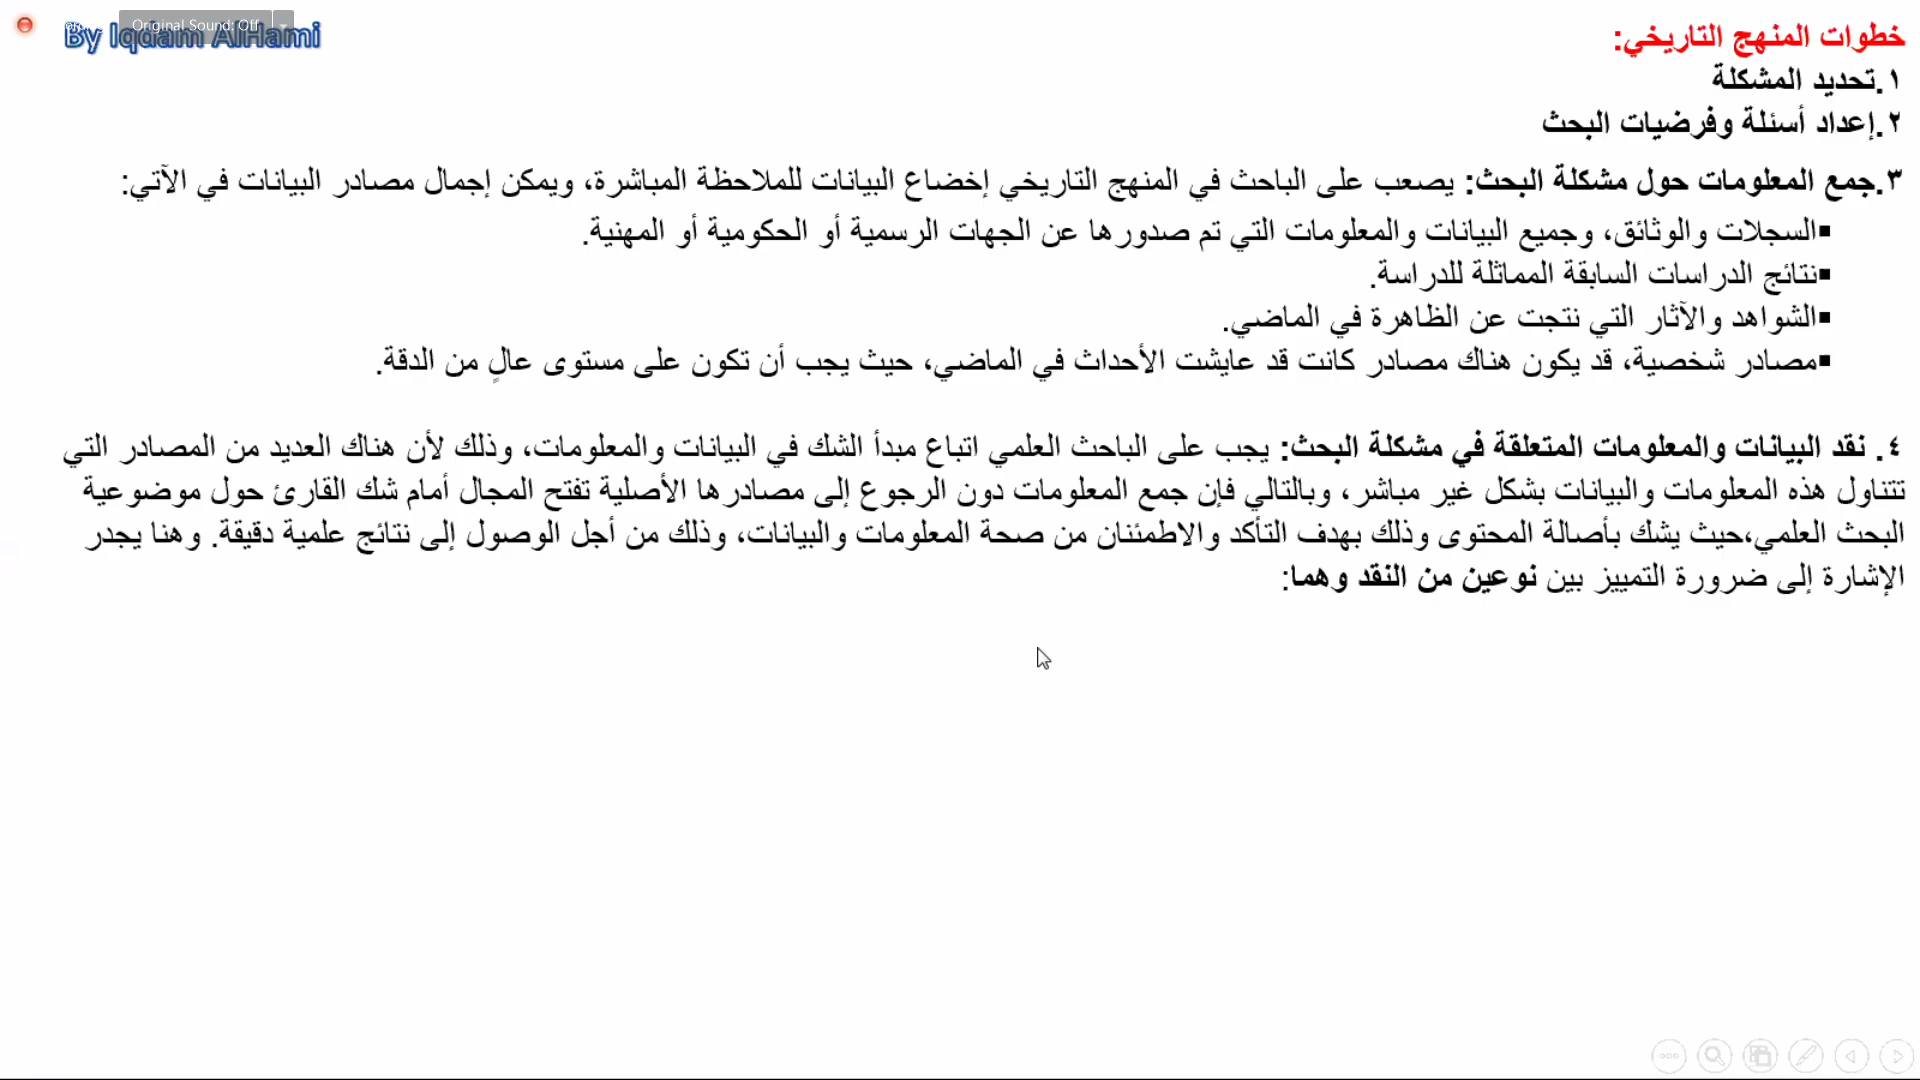 Original Sound: Off
By Iqdam AlHami
خطوات المنهج التاريخي:
١.تحديد المشكلة
٢.إعداد أسئلة وفرضيات البحث
٣.جمع المعلومات حول مشكلة البحث: يصعب على الباحث في المنهج التاريخي إخضاع البيانات للملاحظة المباشرة، ويمكن إجمال مصادر البيانات في الآتي:
▪السجلات والوثائق، وجميع البيانات والمعلومات التي تم صدورها عن الجهات الرسمية أو الحكومية أو المهنية.
▪نتائج الدراسات السابقة المماثلة للدراسة.
▪الشواهد والآثار التي نتجت عن الظاهرة في الماضي.
▪مصادر شخصية، قد يكون هناك مصادر كانت قد عايشت الأحداث في الماضي، حيث يجب أن تكون على مستوى عالٍ من الدقة.
٤. نقد البيانات والمعلومات المتعلقة في مشكلة البحث: يجب على الباحث العلمي اتباع مبدأ الشك في البيانات والمعلومات، وذلك لأن هناك العديد من المصادر التي
تتناول هذه المعلومات والبيانات بشكل غير مباشر، وبالتالي فإن جمع المعلومات دون الرجوع إلى مصادرها الأصلية تفتح المجال أمام شك القارئ حول موضوعية
البحث العلمي،حيث يشك بأصالة المحتوى وذلك بهدف التأكد والاطمئنان من صحة المعلومات والبيانات، وذلك من أجل الوصول إلى نتائج علمية دقيقة. وهنا يجدر
الإشارة إلى ضرورة التمييز بين نوعين من النقد وهما: